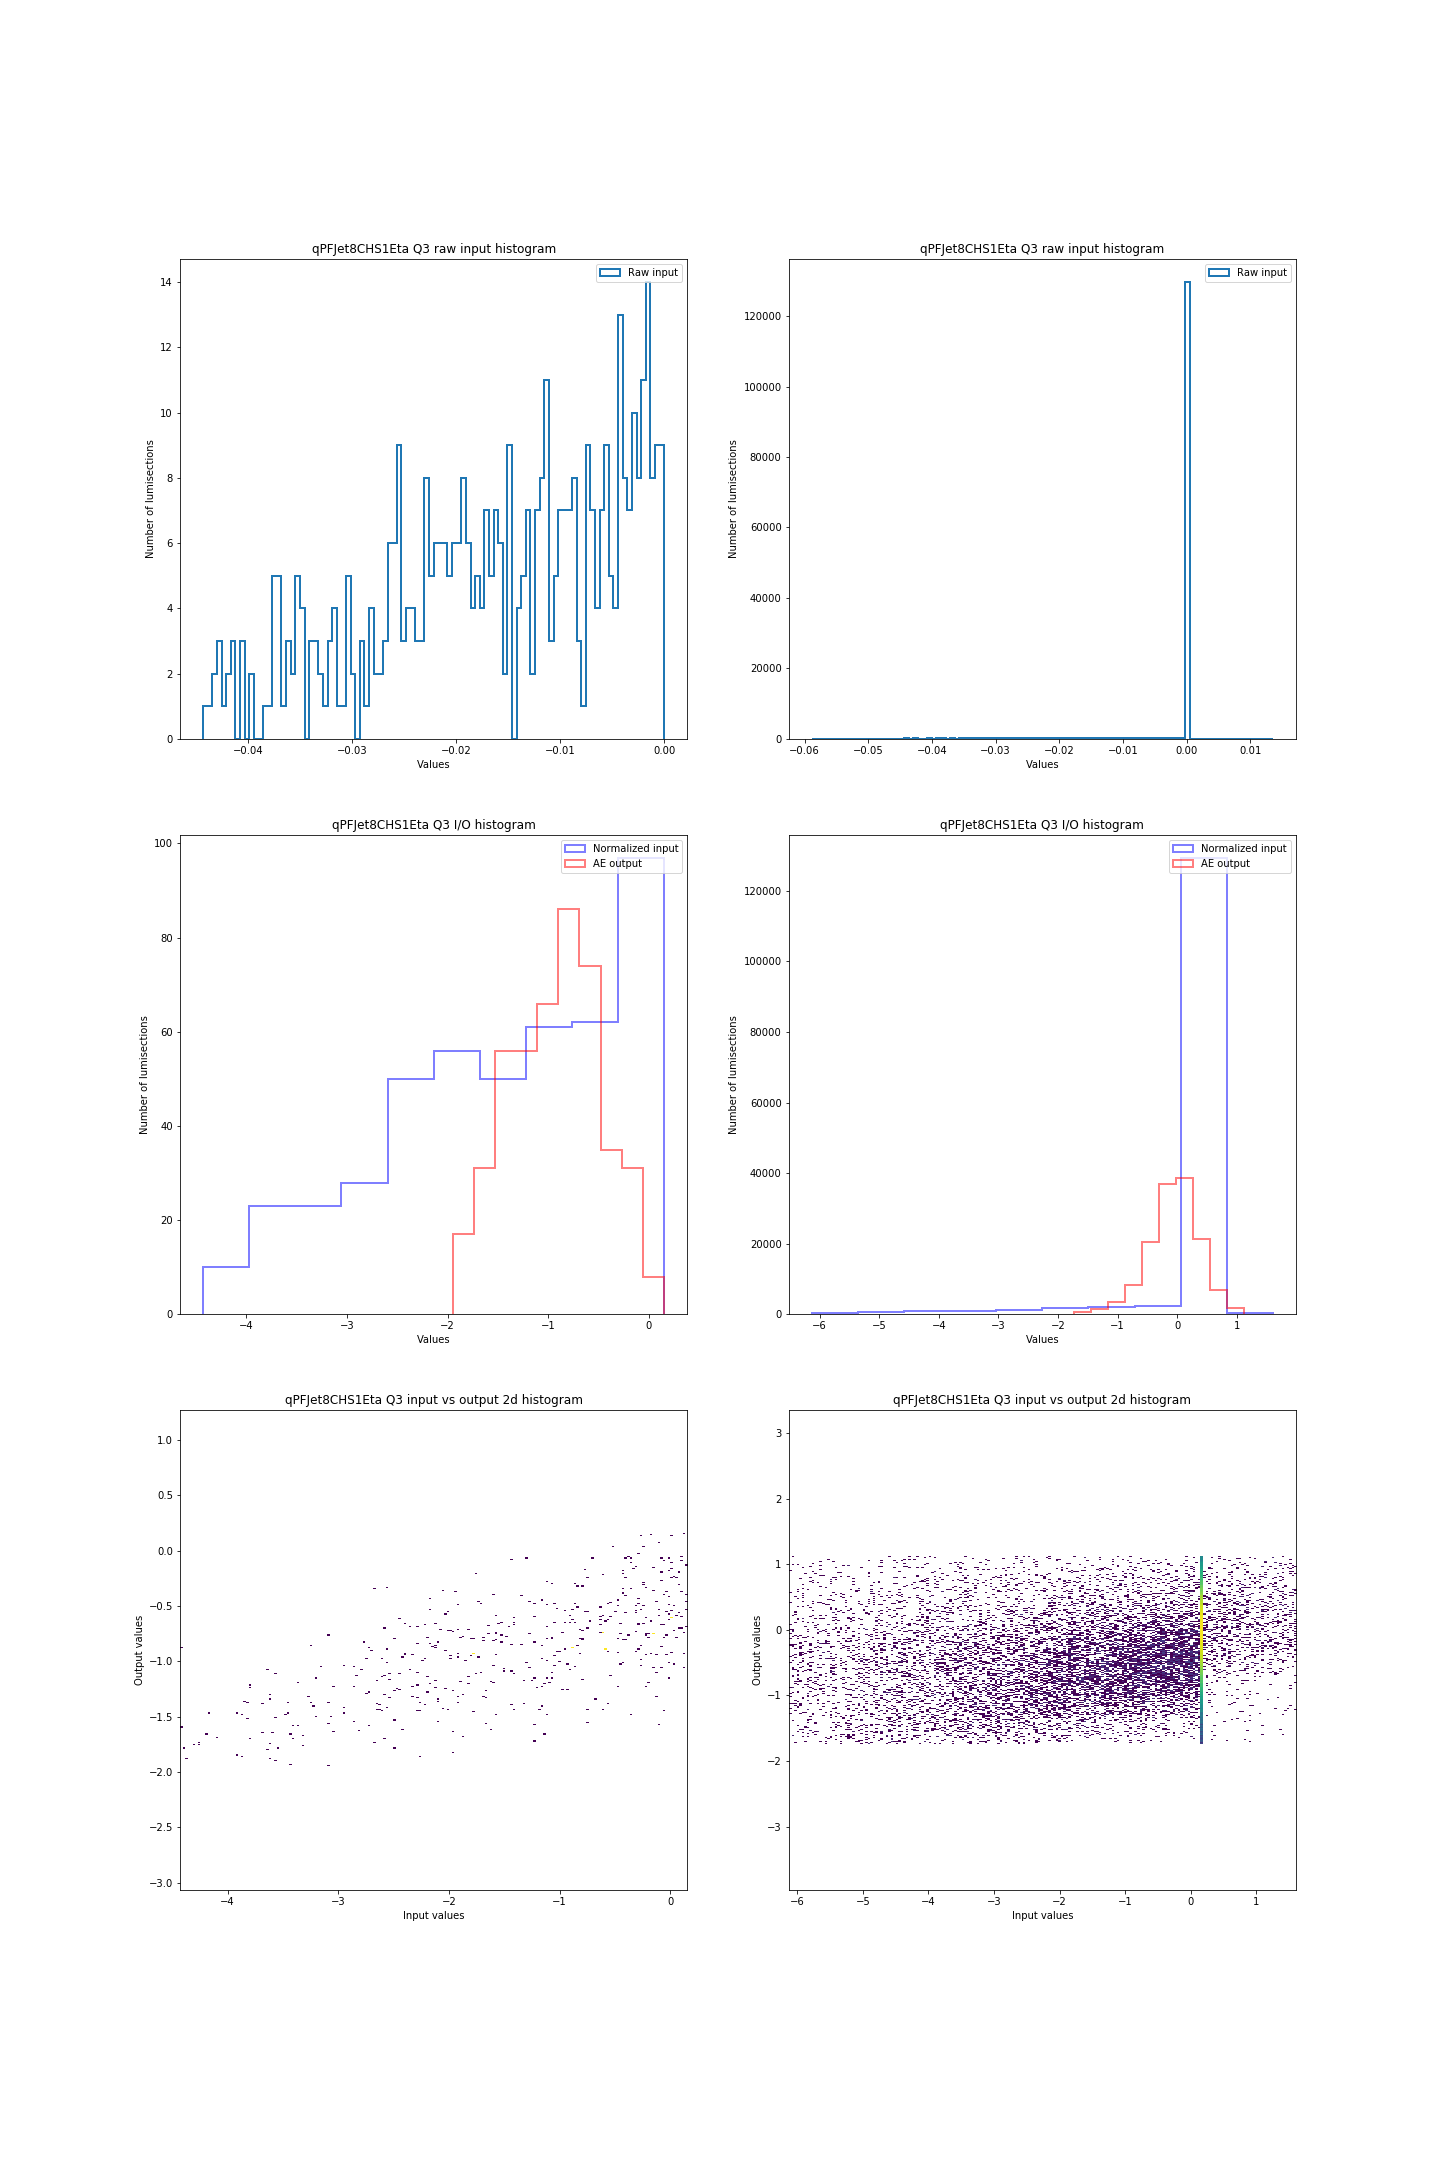 qPFJet8CHS1Eta Q3 raw input histogram
Raw input
14
12
10
8
6
4
2
0
Number of lumisections
−0.04 −0.03 −0.02 −0.01 0.00
Values
qPFJet8CHS1Eta Q3 raw input histogram
Raw input
120000
100000
80000
60000
40000
20000
0
Number of lumisections
−0.06 −0.05 −0.04 −0.03 −0.02 −0.01 0.00 0.01
Values
qPFJet8CHS1Eta Q3 I/O histogram
Normalized input
AE output
100
80
60
40
20
0
Number of lumisections
−4 −3 −2 −1 0
Values
qPFJet8CHS1Eta Q3 I/O histogram
Normalized input
AE output
120000
100000
80000
60000
40000
20000
0
Number of lumisections
−6 −5 −4 −3 −2 −1 0 1
Values
qPFJet8CHS1Eta Q3 input vs output 2d histogram
1.0
0.5
0.0
−0.5
−1.0
−1.5
−2.0
−2.5
−3.0
Output values
−4 −3 −2 −1 0
Input values
qPFJet8CHS1Eta Q3 input vs output 2d histogram
3
2
1
0
−1
−2
−3
Output values
−6 −5 −4 −3 −2 −1 0 1
Input values